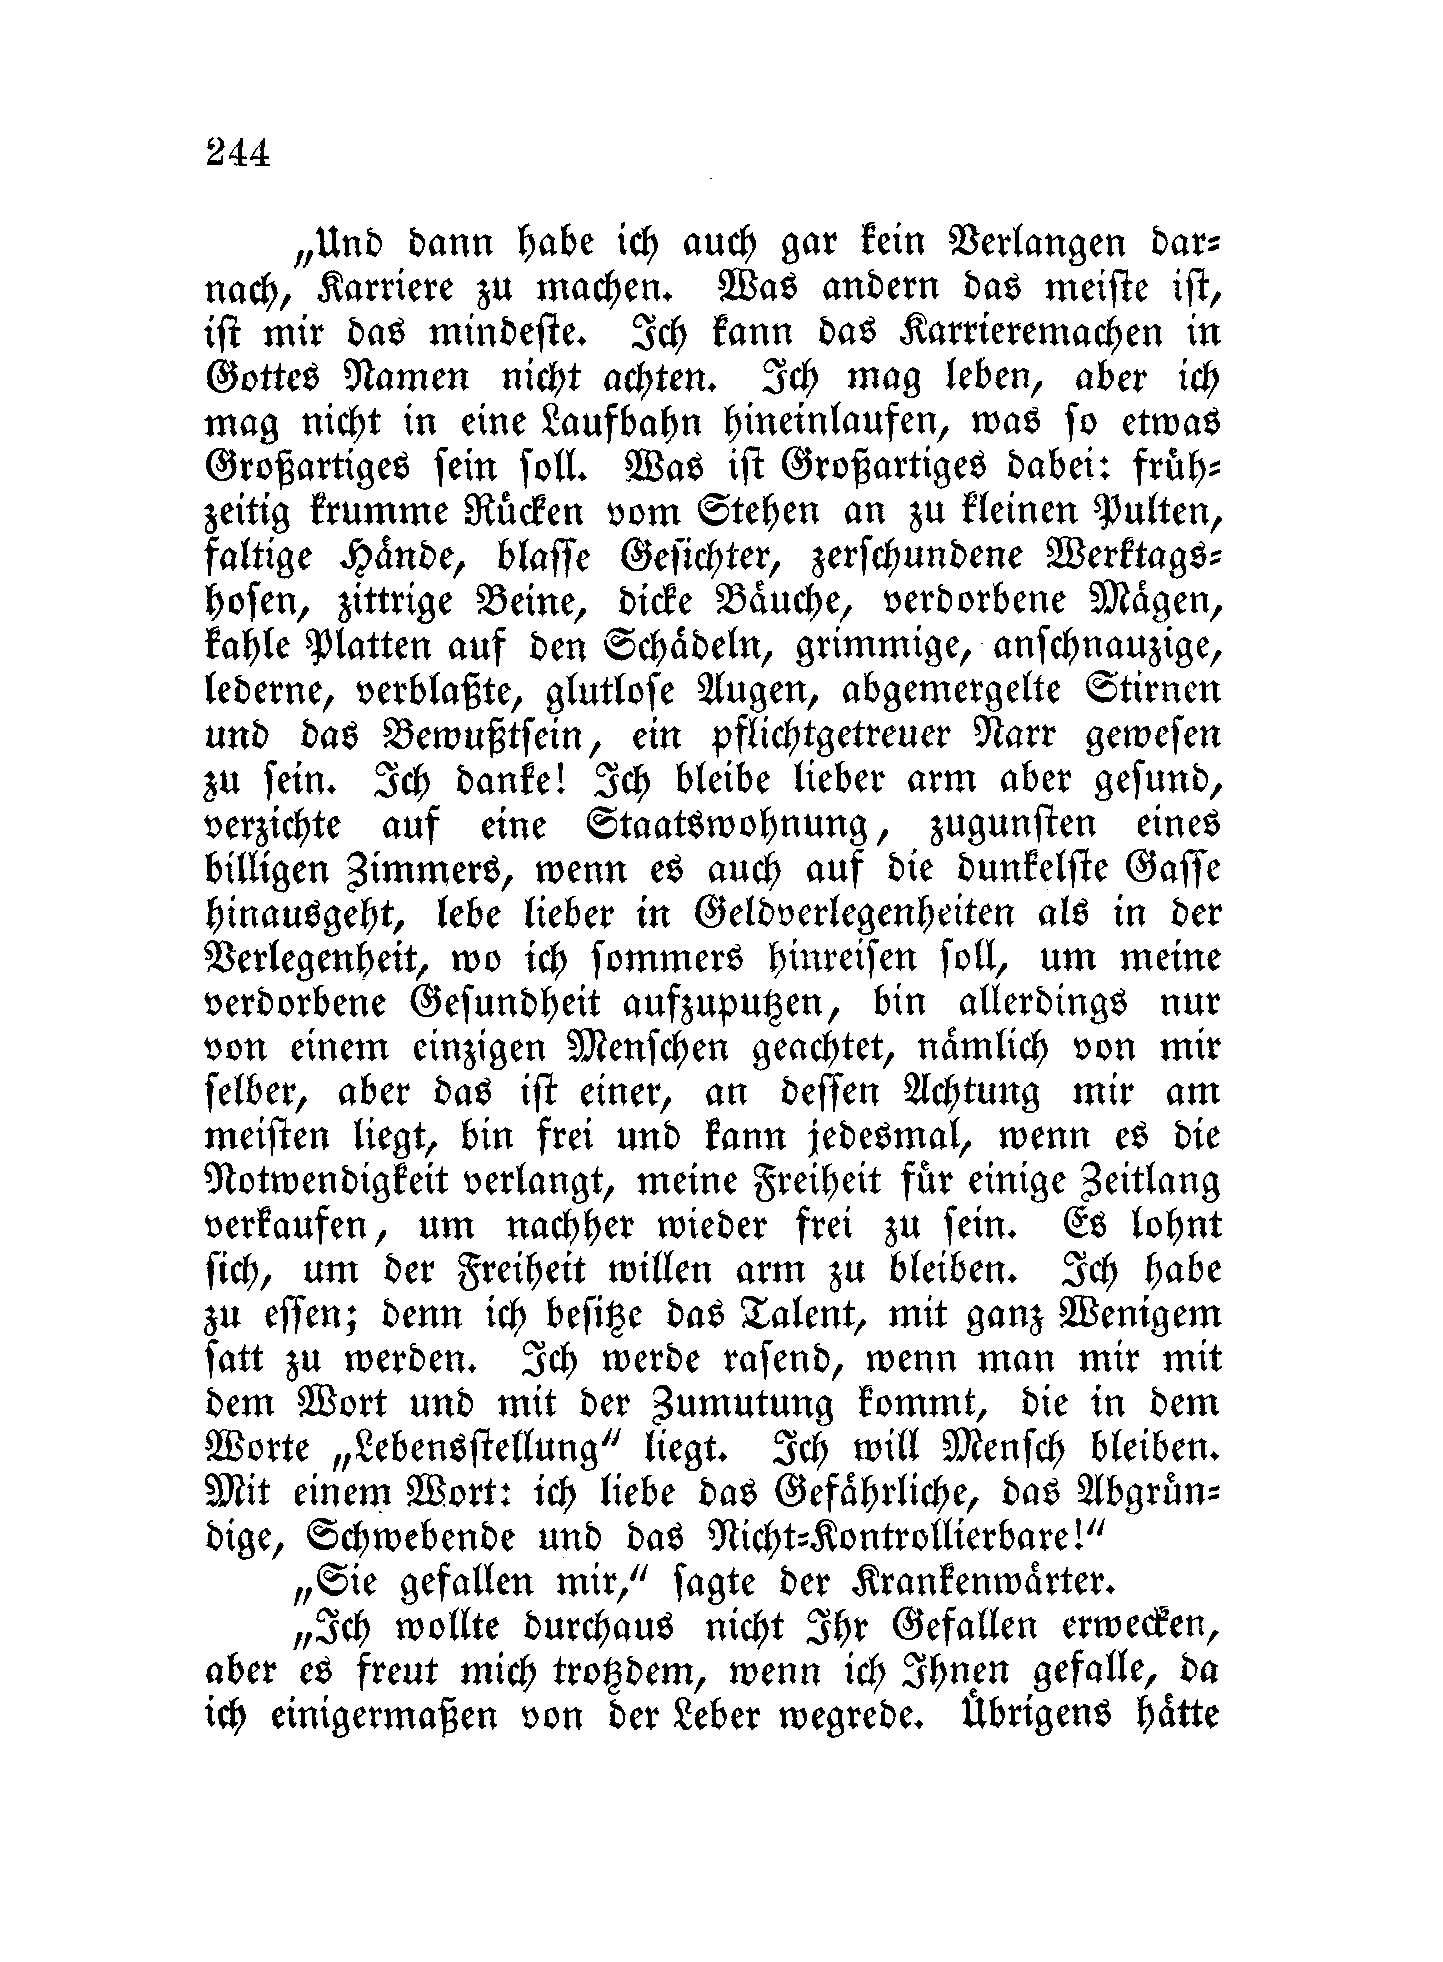 244
„Und dann habe ich auch gar kein Verlangen dar-
nach, Karriere zu machen. Was andern das meiste ist,
ist mir das mindeste. Ich kann das Karrieremachen in
Gottes Namen nicht achten. Ich mag leben, aber ich
mag nicht in eine Laufbahn hineinlaufen, was so etwas
Großartiges sein soll. Was ist Großartiges dabei: früh-
zeitig krumme Rücken vom Stehen an zu kleinen Pulten,
faltige Hände, blasse Gesichter, zerschundene Werktags-
hosen, zittrige Beine, dicke Bäuche, verdorbene Mägen,
kahle Platten auf den Schädeln, grimmige, anschnauzige,
lederne, verblaßte, glutlose Augen, abgemergelte Stirnen
und das Bewußtsein, ein pflichtgetreuer Narr gewesen
zu sein. Ich danke! Ich bleibe lieber arm aber gesund,
verzichte auf eine Staatswohnung, zugunsten eines
billigen Zimmers, wenn es auch auf die dunkelste Gasse
hinausgeht, lebe lieber in Geldverlegenheiten als in der
Verlegenheit, wo ich sommers hinreisen soll, um meine
verdorbene Gesundheit aufzuputzen, bin allerdings nur
von einem einzigen Menschen geachtet, nämlich von mir
selber, aber das ist einer, an dessen Achtung mir am
meisten liegt, bin frei und kann jedesmal, wenn es die
Notwendigkeit verlangt, meine Freiheit für einige Zeitlang
verkaufen, um nachher wieder frei zu sein. Es lohnt
sich, um der Freiheit willen arm zu bleiben. Ich habe
zu essen; denn ich besitze das Talent, mit ganz Wenigem
satt zu werden. Ich werde rasend, wenn man mir mit
dem Wort und mit der Zumutung kommt, die in dem
Worte „Lebensstellung“ liegt. Ich will Mensch bleiben.
Mit einem Wort: ich liebe das Gefährliche, das Abgrün-
dige, Schwebende und das Nicht-Kontrollierbare!“
„Sie gefallen mir,“ sagte der Krankenwärter.
„Ich wollte durchaus nicht Ihr Gefallen erwecken,
aber es freut mich trotzdem, wenn ich Ihnen gefalle, da
ich einigermaßen von der Leber wegrede. Übrigens hätte